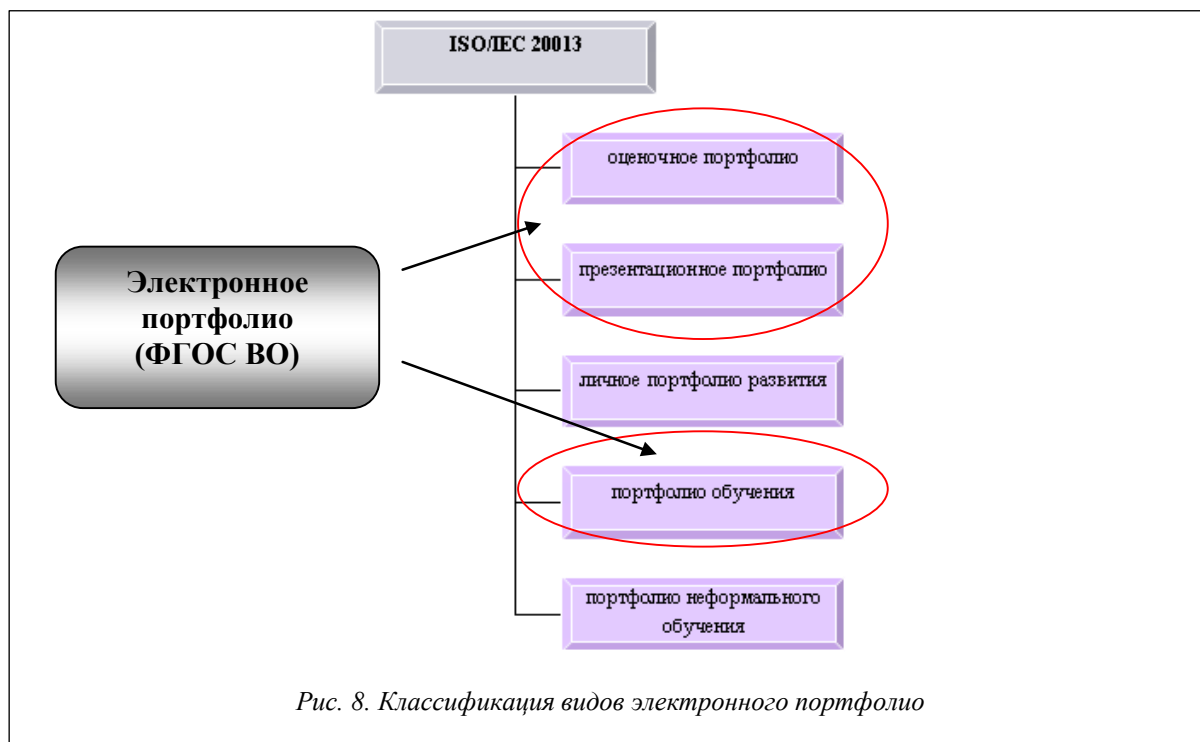 ISO/IEC 20013
оценочное портфолио
презентационное портфолио
Электронное
портфолио
(ФГОС ВО)
личное портфолио развития
портфолио обучения
портфолио неформального
обучения
Рис. 8. Классификация видов электронного портфолио